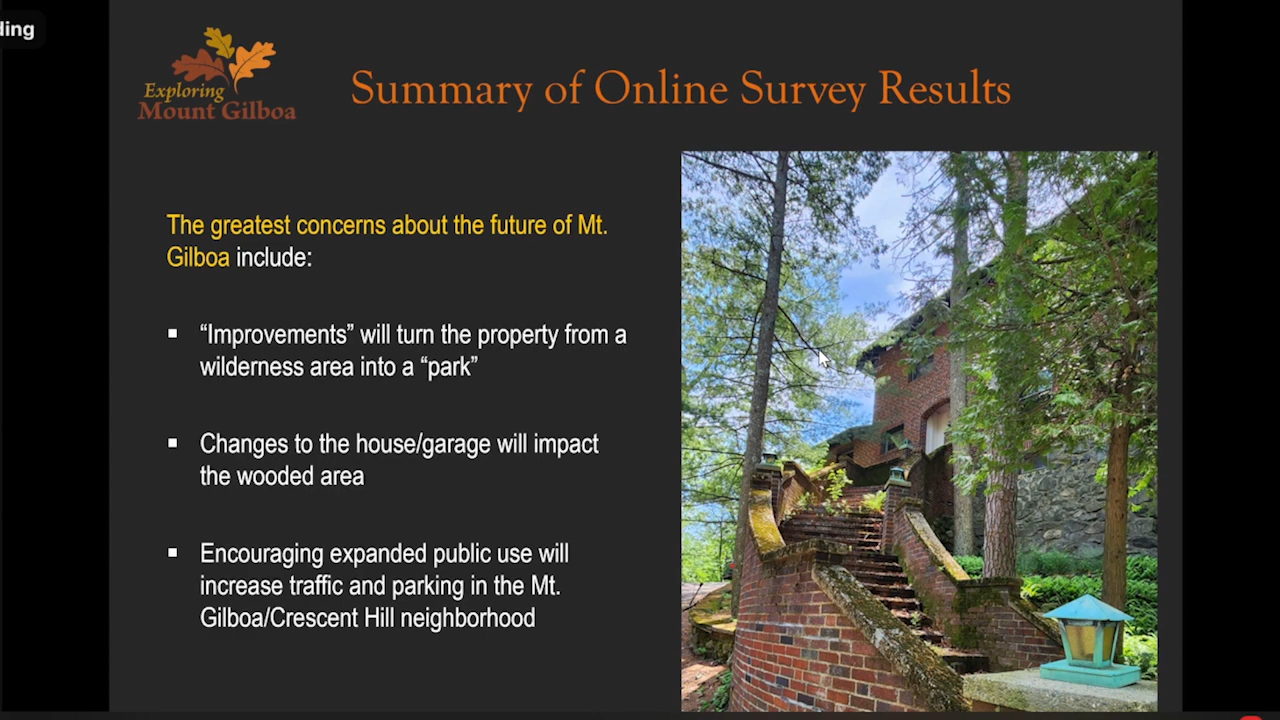 ding
Exploring
Mount Gilboa
Summary of Online Survey Results
The greatest concerns about the future of Mt.
Gilboa include:
▪ “Improvements” will turn the property from a
wilderness area into a “park”
▪ Changes to the house/garage will impact
the wooded area
▪ Encouraging expanded public use will
increase traffic and parking in the Mt.
Gilboa/Crescent Hill neighborhood